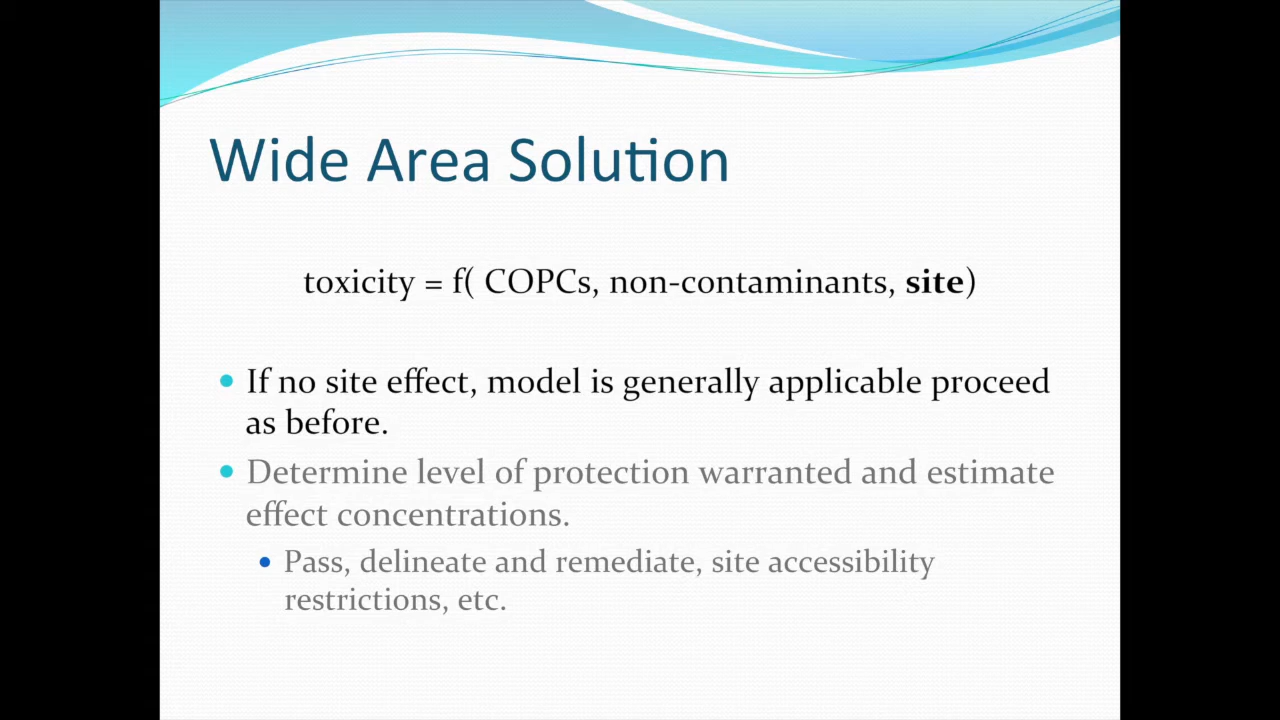 Wide Area Solution
toxicity = f( COPCs, non-contaminants, site)
If no site effect, model is generally applicable proceed
as before.
Determine level of protection warranted and estimate
effect concentrations.
Pass, delineate and remediate, site accessibility
restrictions, etc.